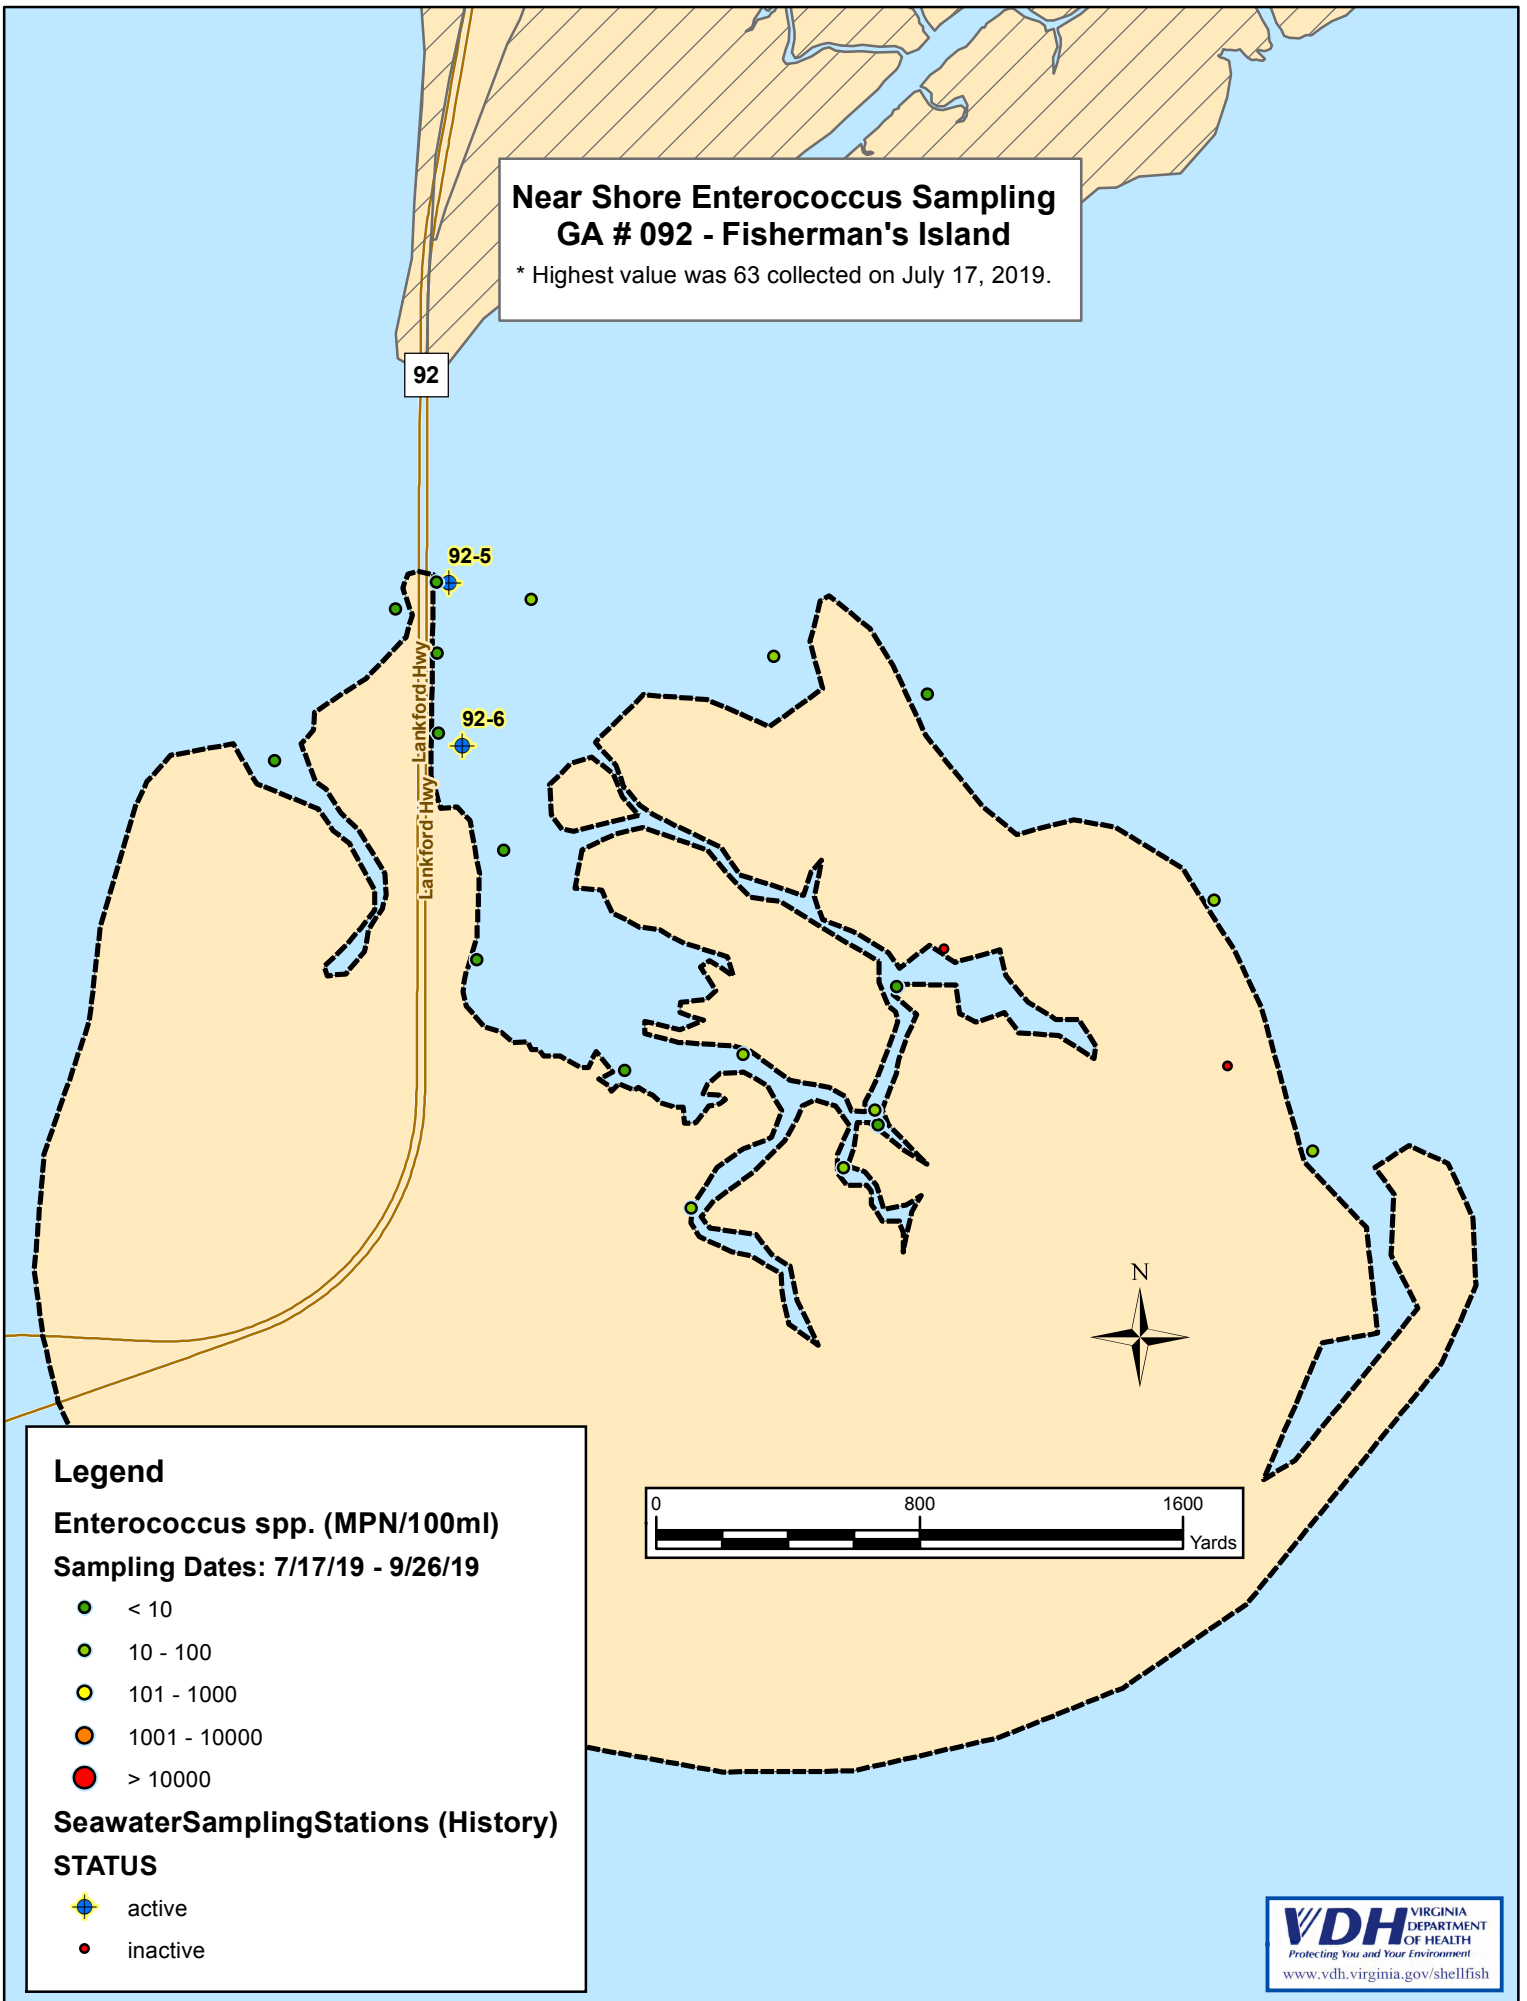 Near Shore Enterococcus Sampling
GA # 092 - Fisherman's Island
* Highest value was 63 collected on July 17, 2019.
92
92-5
Lankford Hwy
92-6
Lankford Hwy
N
Legend
Enterococcus spp. (MPN/100ml)
Sampling Dates: 7/17/19 - 9/26/19
< 10
10 - 100
101 - 1000
1001 - 10000
> 10000
SeawaterSamplingStations (History)
STATUS
active
inactive
0 800 1600
Yards
VDH
VIRGINIA
DEPARTMENT
OF HEALTH
Protecting You and Your Environment
www.vdh.virginia.gov/shellfish